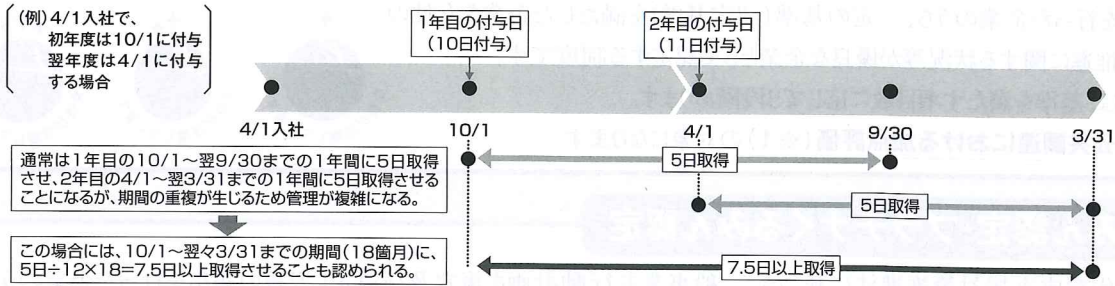 (例)4/1入社で、
初年度は10/1に付与
翌年度は4/1に付与
する場合
1年目の付与日
(10日付与)
2年目の付与日
(11日付与)
4/1入社
10/1
4/1
9/30
3/31
通常は1年目の10/1~翌9/30までの1年間に5日取得
させ、2年目の4/1~翌3/31までの1年間に5日取得させる
ことになるが、期間の重複が生じるため管理が複雑になる。
5日取得
5日取得
この場合には、10/1~翌々3/31までの期間(18箇月)に、
5日÷12×18=7.5日以上取得させることも認められる。
7.5日以上取得